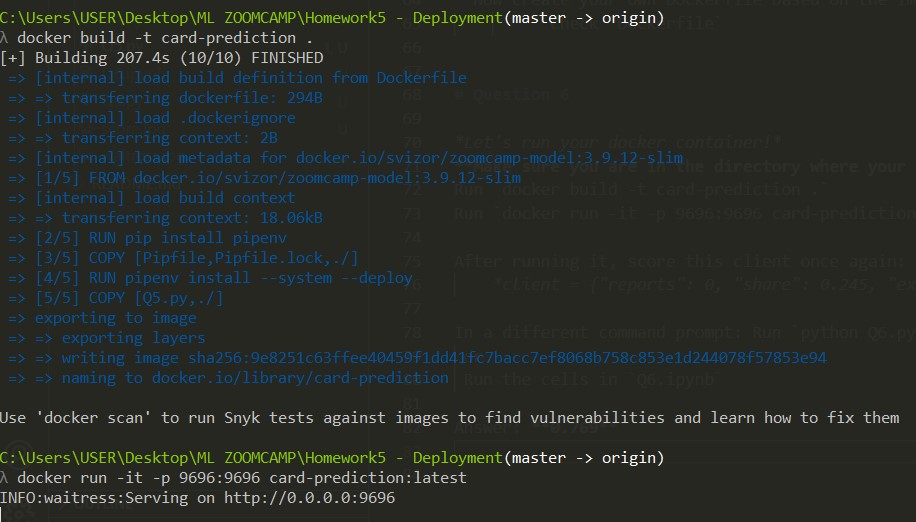 C:\Users\USER\Desktop\ML ZOOMCAMP\Homework5 - Deployment(master -> origin)
λ docker build -t card-prediction .
[+] Building 207.4s (10/10) FINISHED
=> [internal] load build definition from Dockerfile
=> => transferring dockerfile: 294B
=> [internal] load .dockerignore
=> => transferring context: 2B
=> [internal] load metadata for docker.io/svizor/zoomcamp-model:3.9.12-slim
=> [1/5] FROM docker.io/svizor/zoomcamp-model:3.9.12-slim
=> [internal] load build context
=> => transferring context: 18.06kB
=> [2/5] RUN pip install pipenv
=> [3/5] COPY [Pipfile,Pipfile.lock,./]
=> [4/5] RUN pipenv install --system --deploy
=> [5/5] COPY [Q5.py,./]
=> exporting to image
=> => exporting layers
=> => writing image sha256:9e8251c63ffee40459f1dd41fc7bacc7ef8068b758c853e1d244078f57853e94
=> => naming to docker.io/library/card-prediction
Use 'docker scan' to run Snyk tests against images to find vulnerabilities and learn how to fix them
C:\Users\USER\Desktop\ML ZOOMCAMP\Homework5 - Deployment(master -> origin)
λ docker run -it -p 9696:9696 card-prediction:latest
INFO:waitress:Serving on http://0.0.0.0:9696